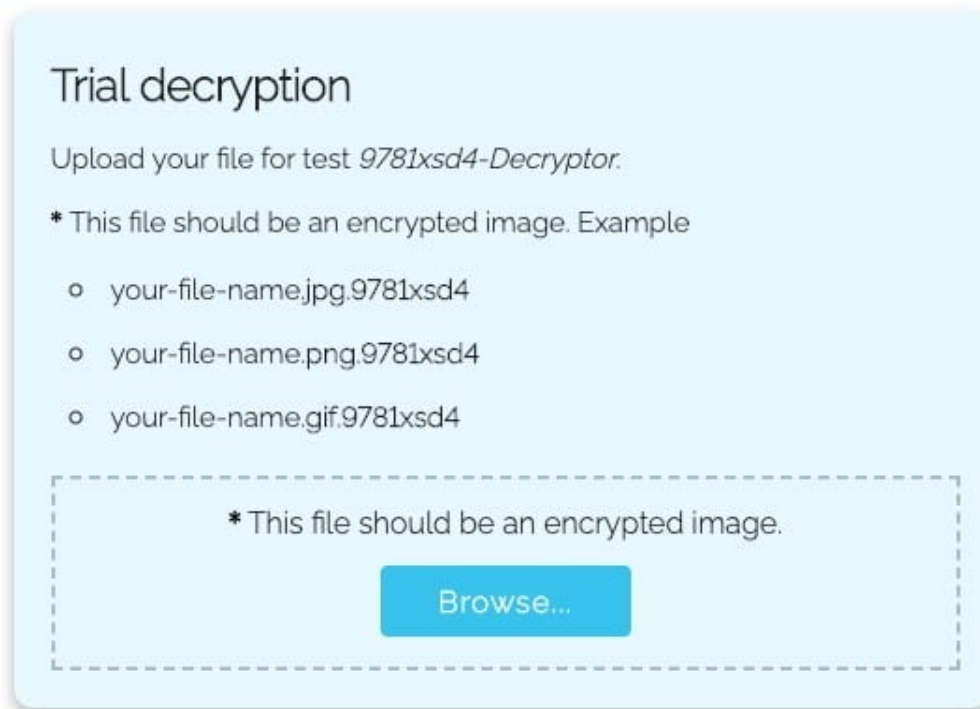 Trial decryption
Upload your file for test 9781xsd4-Decryptor.
* This file should be an encrypted image. Example
your-file-name.jpg.9781xsd4
your-file-name.png.9781xsd4
your-file-name.gif.9781xsd4
* This file should be an encrypted image.
Browse...